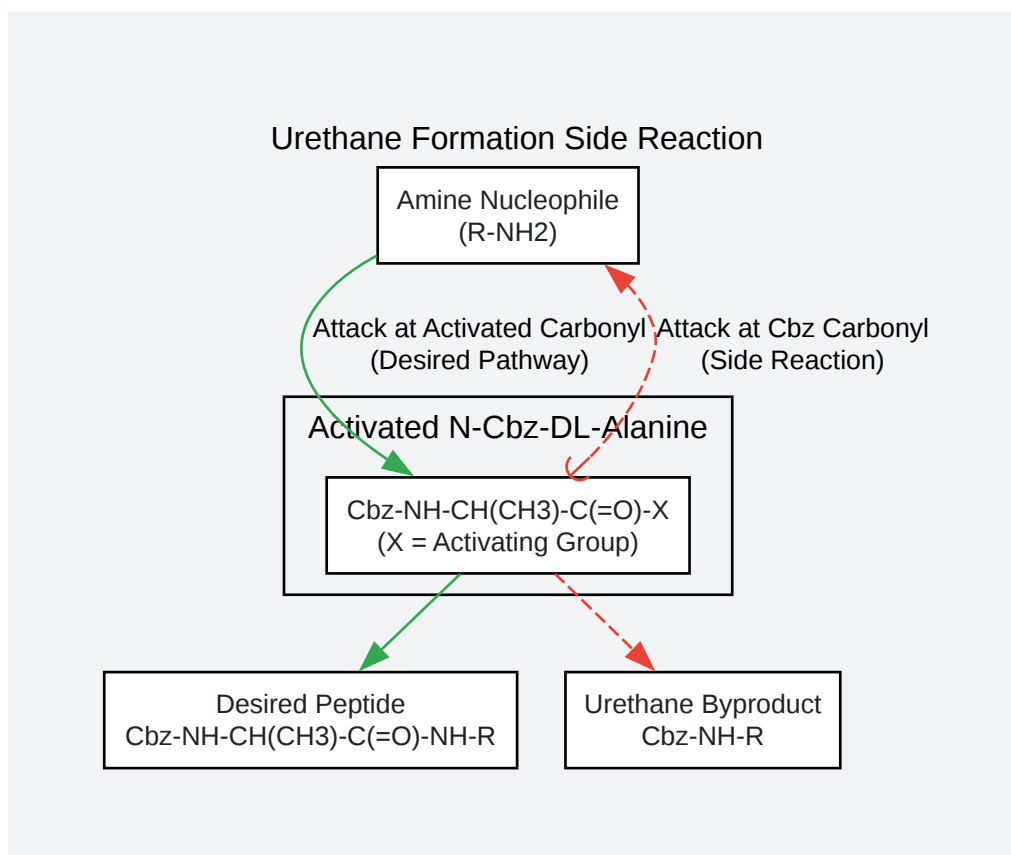 Urethane Formation Side Reaction
Amine Nucleophile
(R-NH2)
Attack at Activated Carbonyl
(Desired Pathway)
Attack at Cbz Carbonyl
(Side Reaction)
Activated N-Cbz-DL-Alanine
Cbz-NH-CH(CH3)-C(=O)-X
(X = Activating Group)
Desired Peptide
Cbz-NH-CH(CH3)-C(=O)-NH-R
Urethane Byproduct
Cbz-NH-R